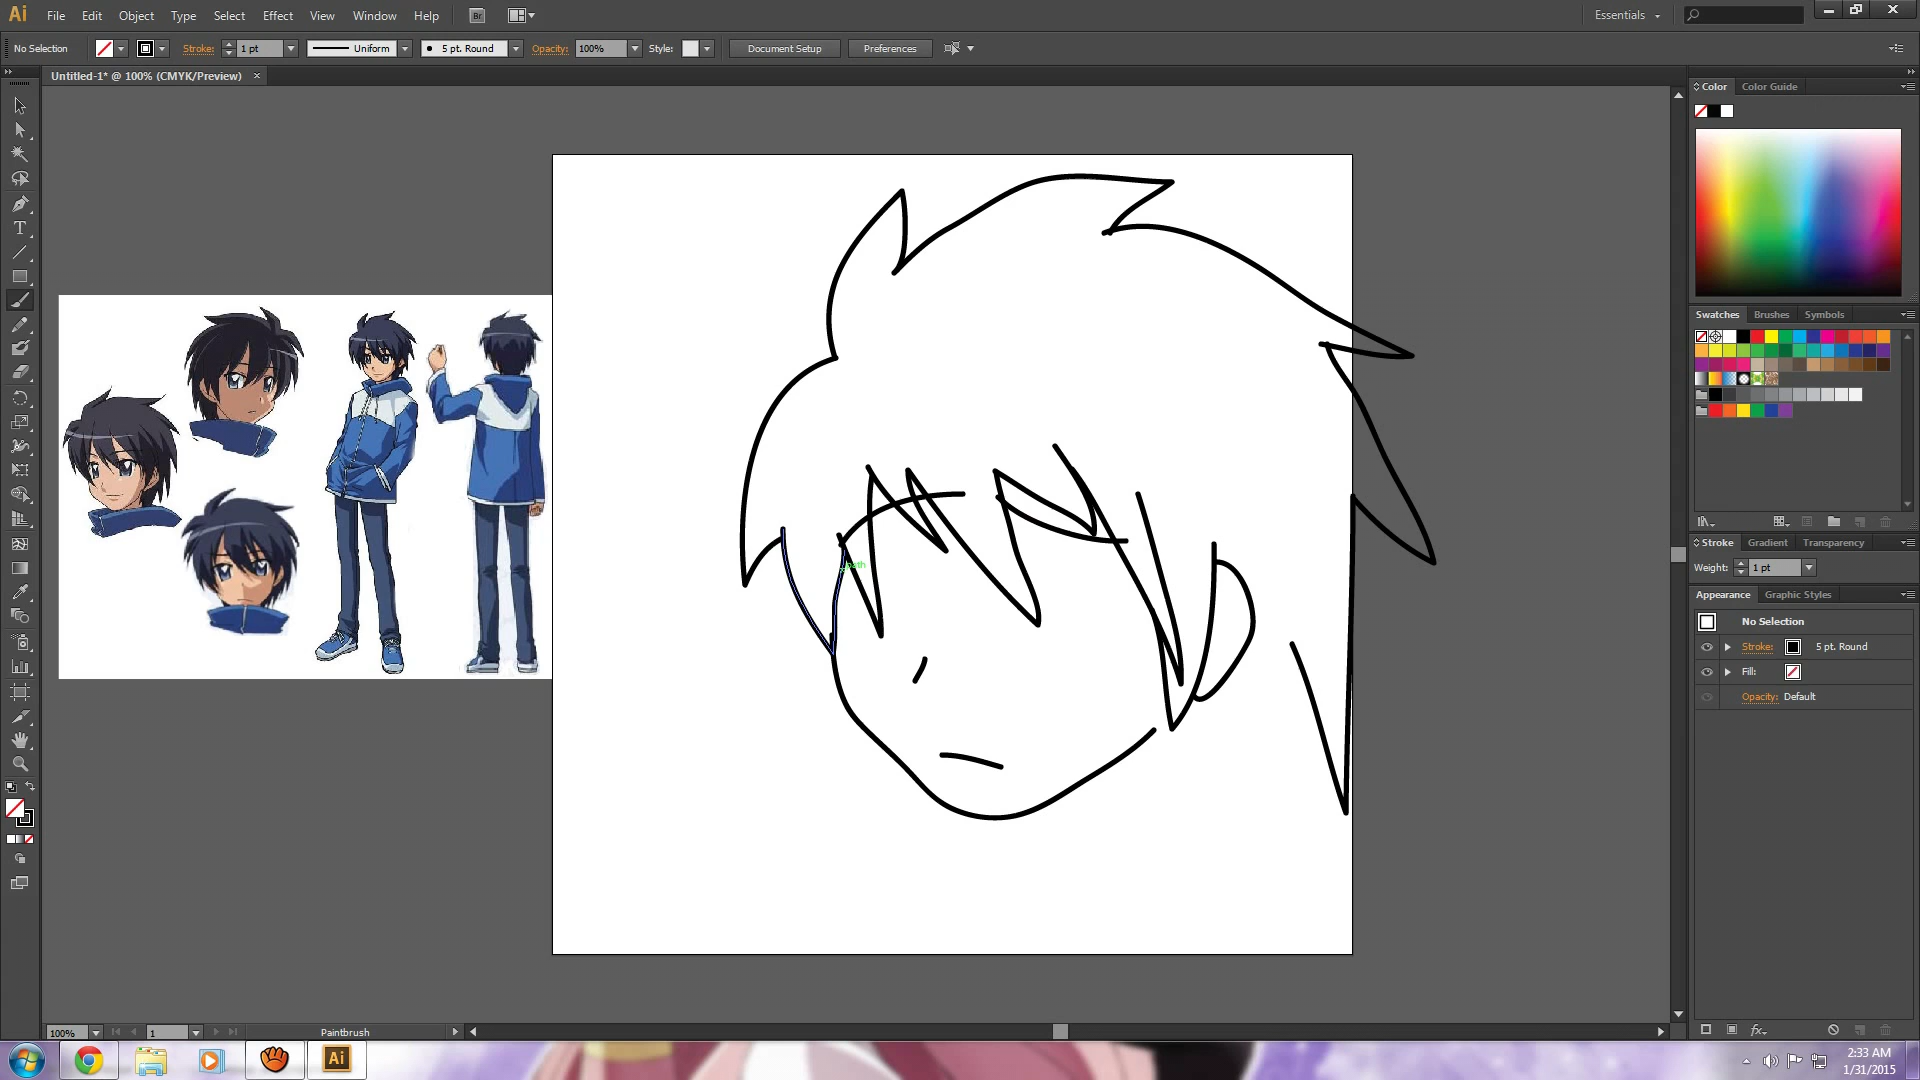 Ai File Edit Object Type Select Effect View Window Help Br Essentials
No Selection Stroke: 1 pt Uniform 5 pt. Round Opacity: 100% Style: Document Setup Preferences
Untitled-1* @ 100% (CMYK/Preview)
Color Color Guide
Swatches Brushes Symbols
Stroke Gradient Transparency
path
Weight: 1 pt
Appearance Graphic Styles
No Selection
Stroke: 5 pt. Round
Fill:
Opacity: Default
fx
100% 1 Paintbrush
Ai
2:33 AM
1/31/2015